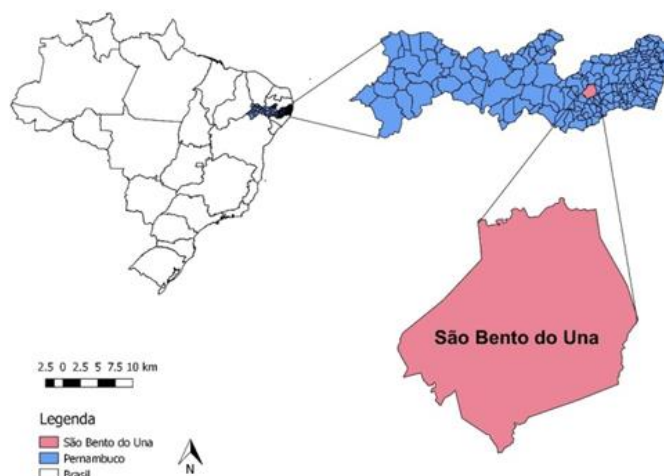 São Bento do Una
2.5 0 2.5 5 7.5 10 km
Legenda
São Bento do Una
Pernambuco
Brasil
N